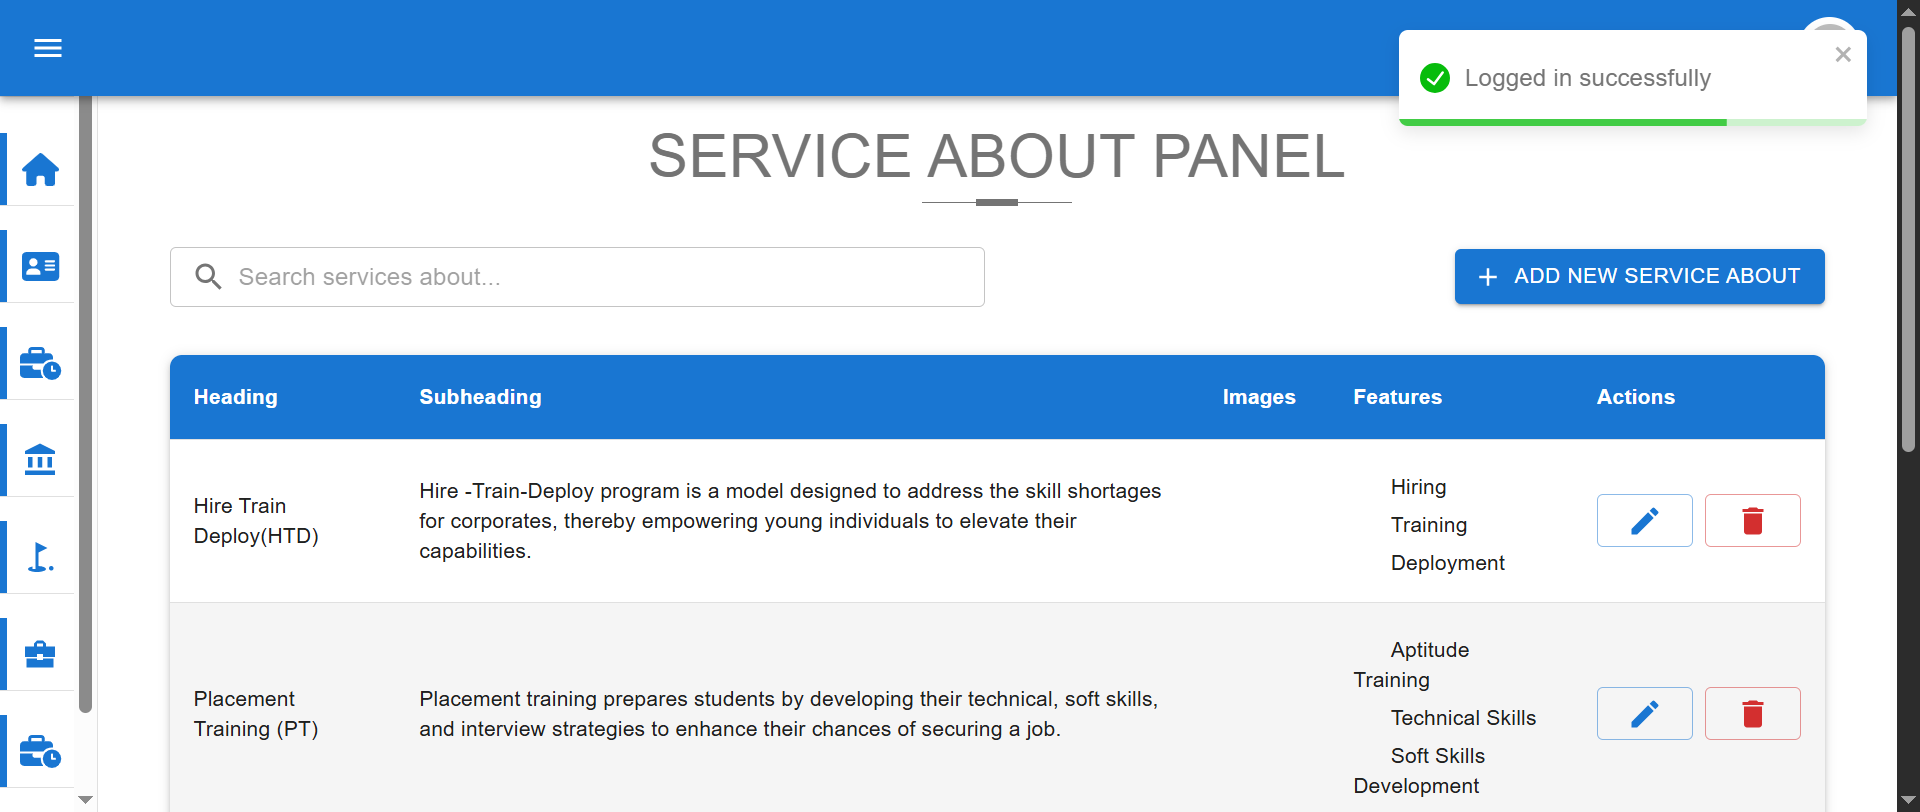 Logged in successfully
SERVICE ABOUT PANEL
Search services about...
ADD NEW SERVICE ABOUT
Heading Subheading Images Features Actions
Hire Train
Deploy(HTD)
Hire -Train-Deploy program is a model designed to address the skill shortages
for corporates, thereby empowering young individuals to elevate their
capabilities.
Hiring
Training
Deployment
Placement
Training (PT)
Placement training prepares students by developing their technical, soft skills,
and interview strategies to enhance their chances of securing a job.
Aptitude
Training
Technical Skills
Soft Skills
Development